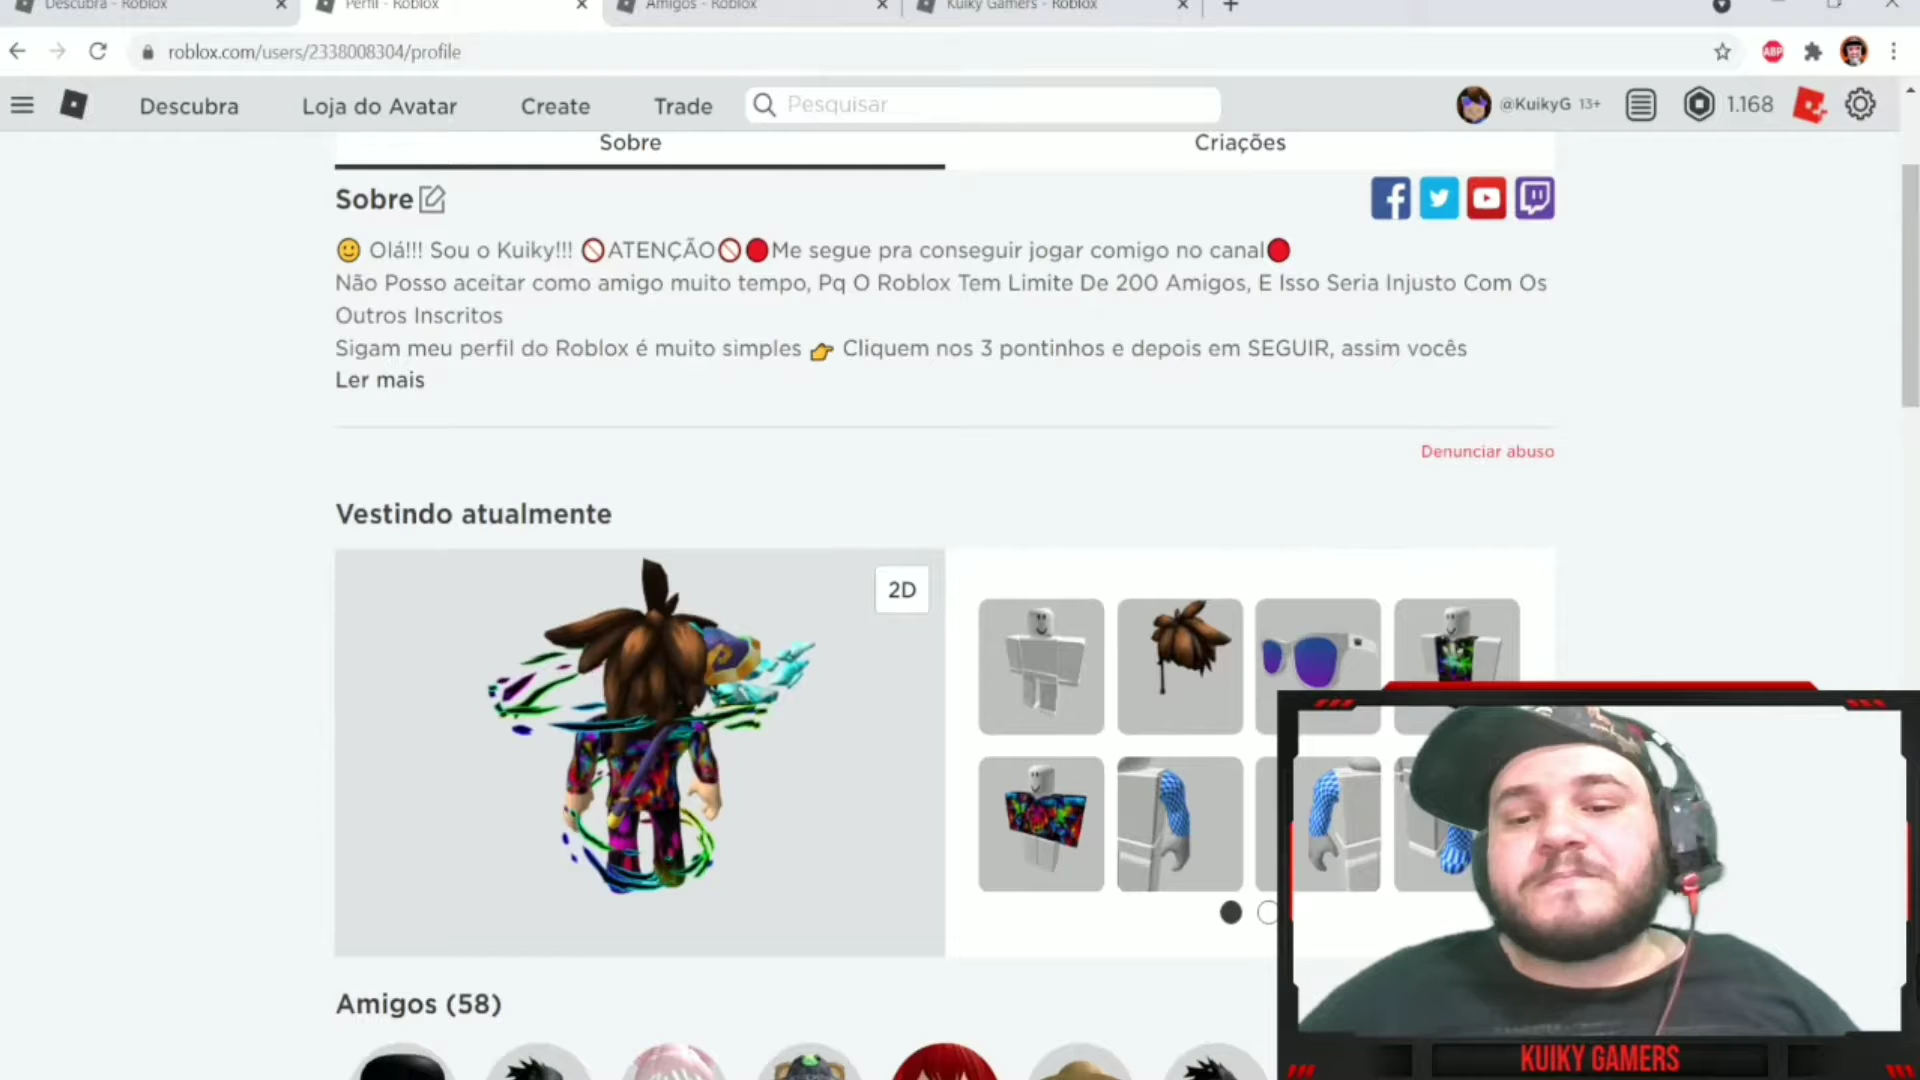 Descubra - Roblox
Perfil - Roblox
Amigos - Roblox
Kuiky Gamers - Roblox
roblox.com/users/2338008304/profile
ABP
Descubra
Loja do Avatar
Create
Trade
Pesquisar
@KuikyG 13+
1.168
Sobre
Criações
Sobre
🙂 Olá!!! Sou o Kuiky!!! 🚫ATENÇÃO🚫🔴Me segue pra conseguir jogar comigo no canal🔴
Não Posso aceitar como amigo muito tempo, Pq O Roblox Tem Limite De 200 Amigos, E Isso Seria Injusto Com Os
Outros Inscritos
Sigam meu perfil do Roblox é muito simples 👉 Cliquem nos 3 pontinhos e depois em SEGUIR, assim vocês
Ler mais
Denunciar abuso
Vestindo atualmente
2D
Amigos (58)
KUIKY GAMERS